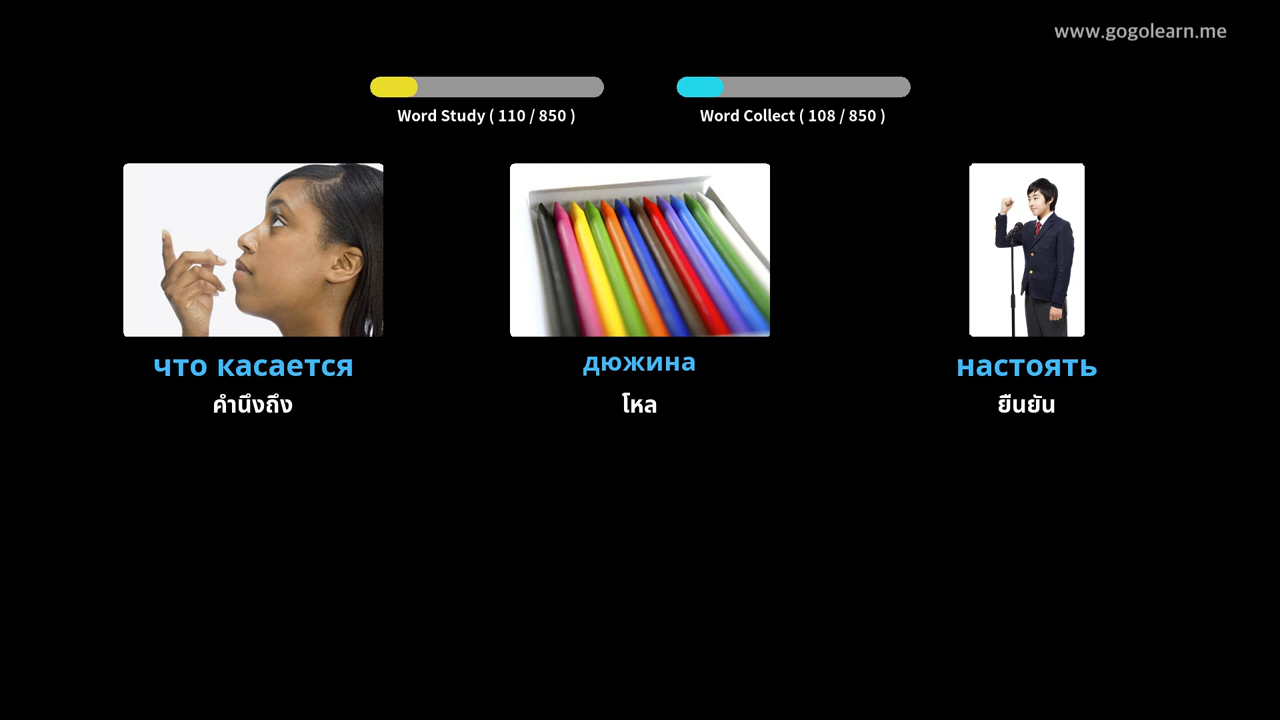 www.gogolearn.me
Word Study ( 110 / 850 )
Word Collect ( 108 / 850 )
что касается
дюжина
настоять
คำนึงถึง
โหล
ยืนยัน